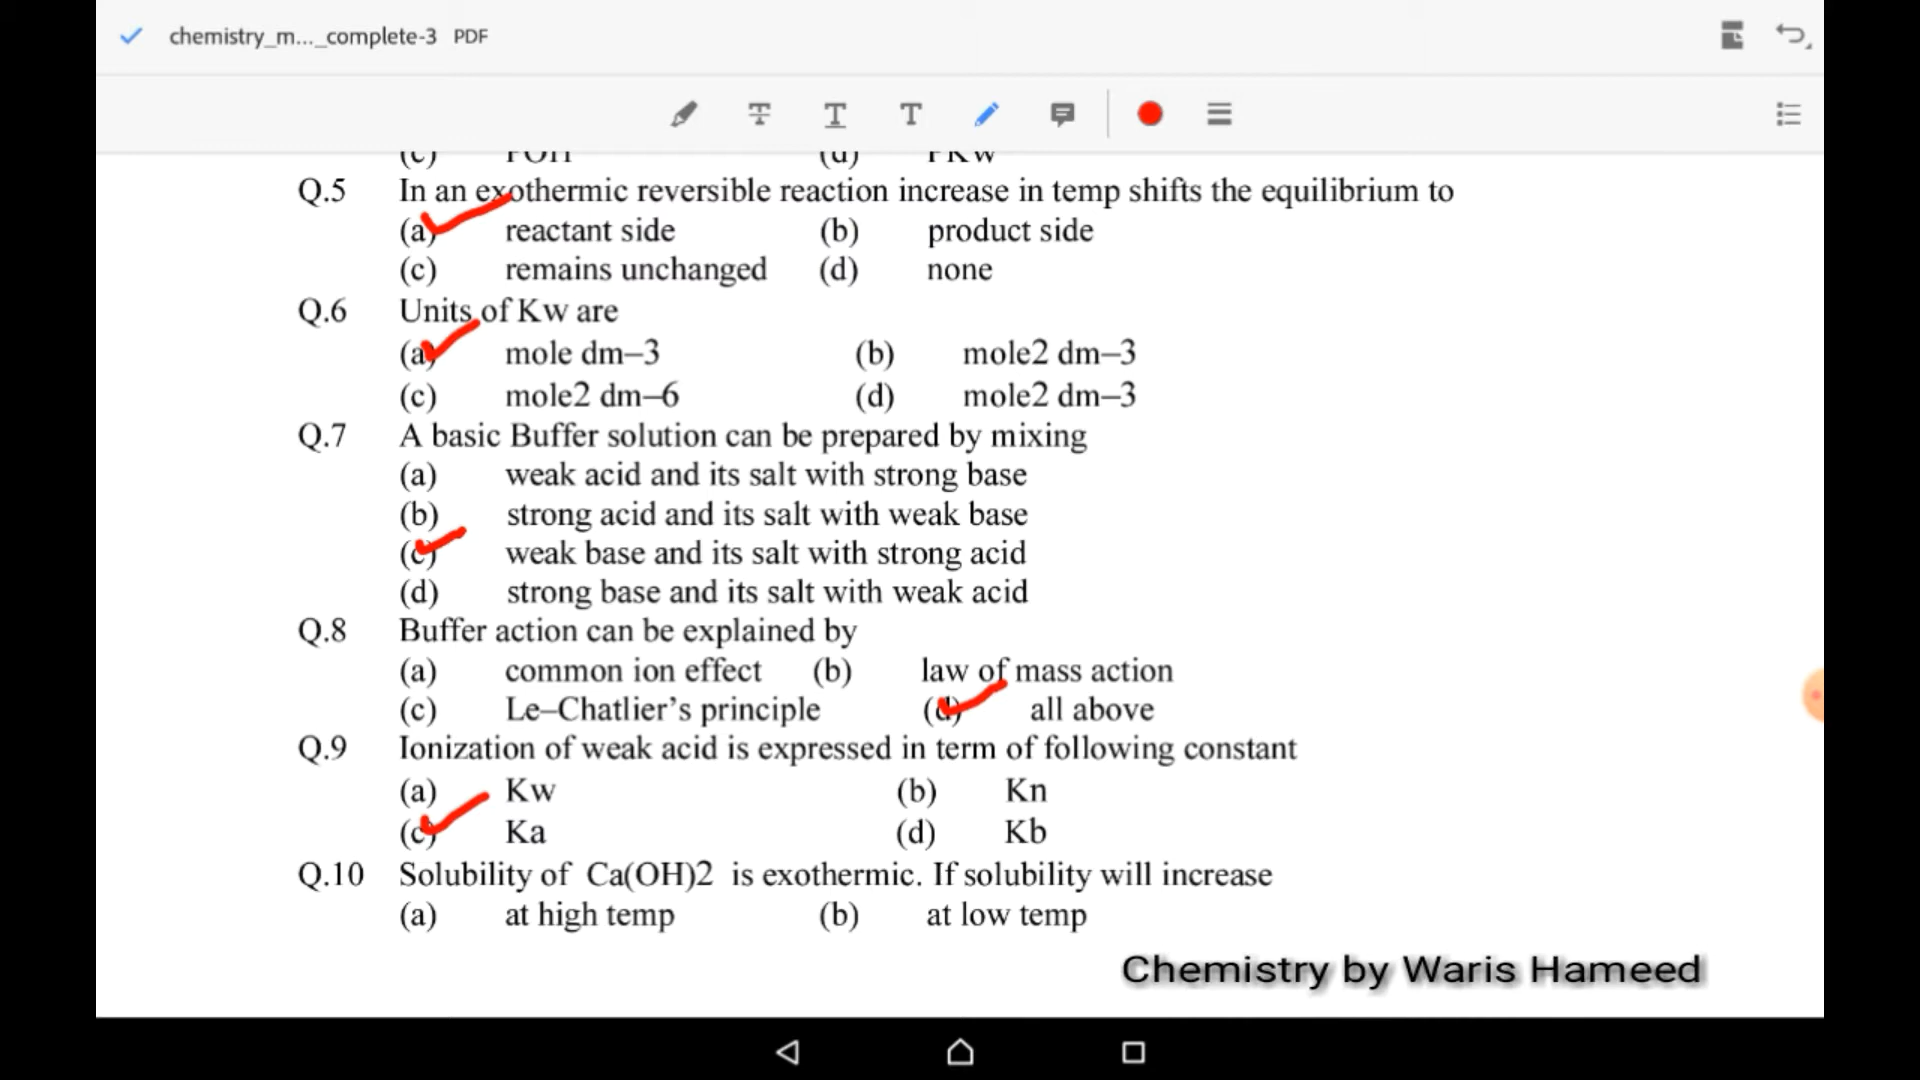 chemistry_m..._complete-3 PDF
(c) POH (d) PKw
Q.5 In an exothermic reversible reaction increase in temp shifts the equilibrium to
(a) reactant side (b) product side
(c) remains unchanged (d) none
Q.6 Units of Kw are
(a) mole dm–3 (b) mole2 dm–3
(c) mole2 dm–6 (d) mole2 dm–3
Q.7 A basic Buffer solution can be prepared by mixing
(a) weak acid and its salt with strong base
(b) strong acid and its salt with weak base
(c) weak base and its salt with strong acid
(d) strong base and its salt with weak acid
Q.8 Buffer action can be explained by
(a) common ion effect (b) law of mass action
(c) Le–Chatlier’s principle (d) all above
Q.9 Ionization of weak acid is expressed in term of following constant
(a) Kw (b) Kn
(c) Ka (d) Kb
Q.10 Solubility of Ca(OH)2 is exothermic. If solubility will increase
(a) at high temp (b) at low temp
Chemistry by Waris Hameed